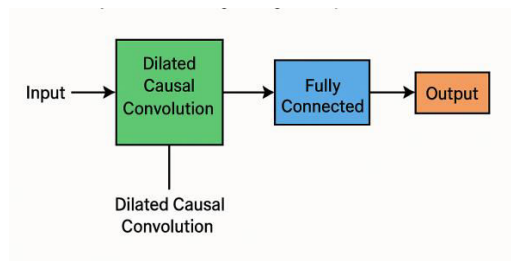 Input
Dilated
Causal
Convolution
Fully
Connected
Output
Dilated Causal
Convolution